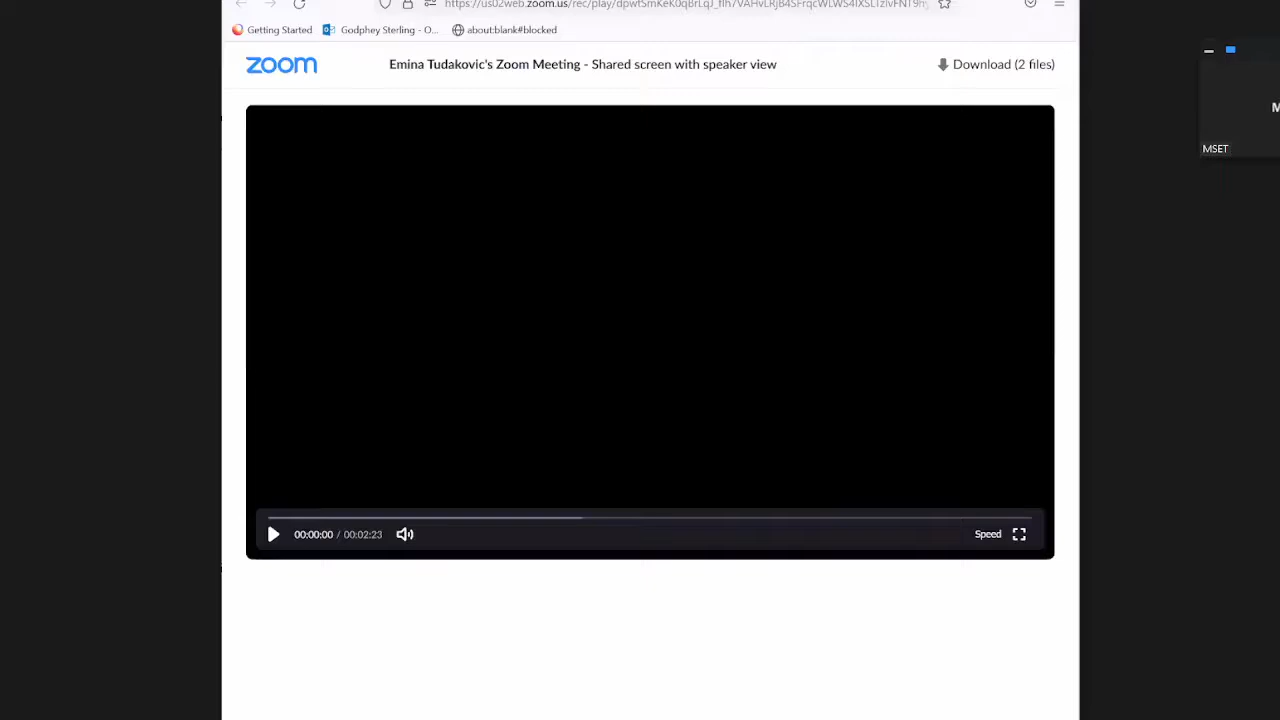 Getting Started
Godphey Sterling - O...
about:blank#blocked
zoom
Emina Tudakovic's Zoom Meeting - Shared screen with speaker view
Download (2 files)
MSET
00:00:00 / 00:02:23
Speed